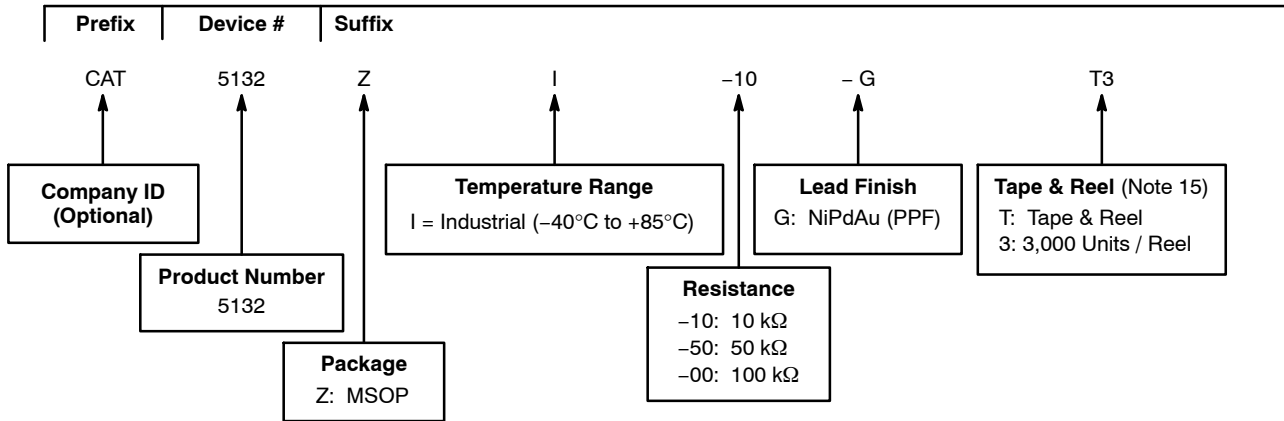 Prefix Device # Suffix
CAT 5132 Z I −10 − G T3
Company ID
(Optional)
Temperature Range
I = Industrial (−40°C to +85°C)
Lead Finish
G: NiPdAu (PPF)
Tape & Reel (Note 15)
T: Tape & Reel
3: 3,000 Units / Reel
Product Number
5132
Resistance
−10: 10 kΩ
−50: 50 kΩ
−00: 100 kΩ
Package
Z: MSOP